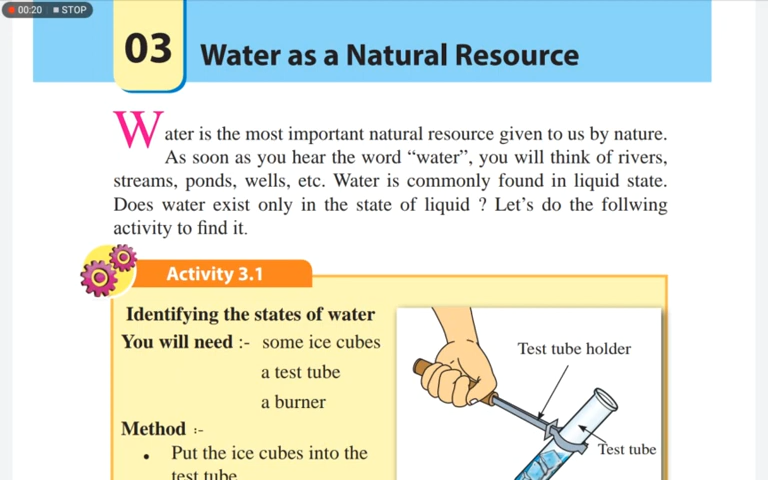 00:20 STOP
03 Water as a Natural Resource
Water is the most important natural resource given to us by nature.
As soon as you hear the word “water”, you will think of rivers,
streams, ponds, wells, etc. Water is commonly found in liquid state.
Does water exist only in the state of liquid ? Let’s do the follwing
activity to find it.
Activity 3.1
Identifying the states of water
You will need :- some ice cubes
a test tube
a burner
Method :-
• Put the ice cubes into the
test tube
Test tube holder
Test tube